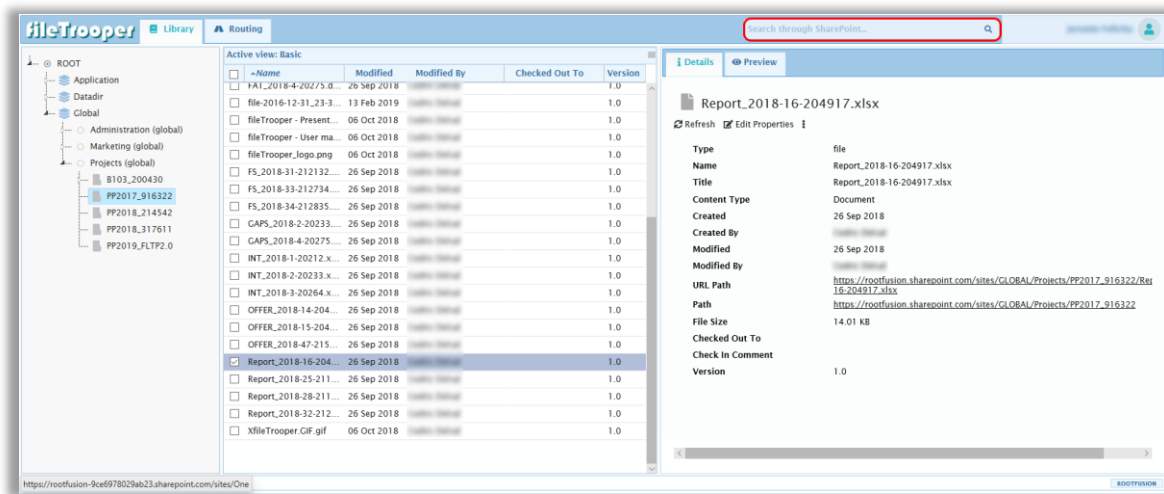 fileTrooper Library Routing Search through SharePoint...
ROOT
Application
Datadir
Global
Administration (global)
Marketing (global)
Projects (global)
8103_200430
PP2017_916322
PP2018_214542
PP2018_317611
PP2019_FLTP2.0
Active view: Basic
Name Modified Modified By Checked Out To Version
FAT_2018-4-20275.d... 26 Sep 2018 1.0
file-2016-12-31_23-3... 13 Feb 2019 1.0
fileTrooper - Present... 06 Oct 2018 1.0
fileTrooper - User ma... 06 Oct 2018 1.0
fileTrooper_logo.png 06 Oct 2018 1.0
FS_2018-31-212132.... 26 Sep 2018 1.0
FS_2018-33-212734.... 26 Sep 2018 1.0
FS_2018-34-212835.... 26 Sep 2018 1.0
GAPS_2018-2-20233.... 26 Sep 2018 1.0
GAPS_2018-4-20275.... 26 Sep 2018 1.0
INT_2018-1-20212.x... 26 Sep 2018 1.0
INT_2018-2-20233.x... 26 Sep 2018 1.0
INT_2018-3-20264.x... 26 Sep 2018 1.0
OFFER_2018-14-204... 26 Sep 2018 1.0
OFFER_2018-15-204... 26 Sep 2018 1.0
OFFER_2018-47-215... 26 Sep 2018 1.0
Report_2018-16-204... 26 Sep 2018 1.0
Report_2018-25-211... 26 Sep 2018 1.0
Report_2018-28-211... 26 Sep 2018 1.0
Report_2018-32-212... 26 Sep 2018 1.0
XfileTrooper.GIF.gif 06 Oct 2018 1.0
Details Preview
Report_2018-16-204917.xlsx
Refresh Edit Properties
Type file
Name Report_2018-16-204917.xlsx
Title Report_2018-16-204917.xlsx
Content Type Document
Created 26 Sep 2018
Created By
Modified 26 Sep 2018
Modified By
URL Path https://rootfusion.sharepoint.com/sites/GLOBAL/Projects/PP2017_916322/Rep
16-204917.xlsx
Path https://rootfusion.sharepoint.com/sites/GLOBAL/Projects/PP2017_916322
File Size 14.01 KB
Checked Out To
Check In Comment
Version 1.0
https://rootfusion-9ce6978029ab23.sharepoint.com/sites/One
ROOTFUSION